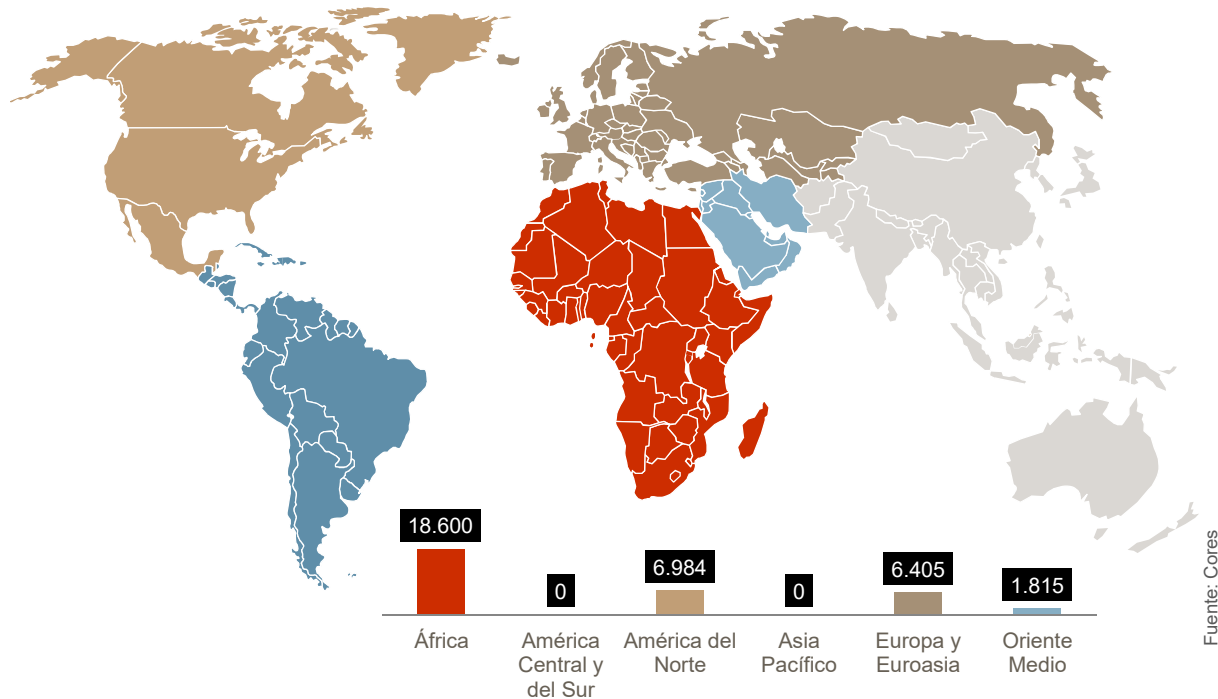 18.600
0
6.984
0
6.405
1.815
África
América
Central y
del Sur
América del
Norte
Asia
Pacífico
Europa y
Euroasia
Oriente
Medio
Fuente: Cores